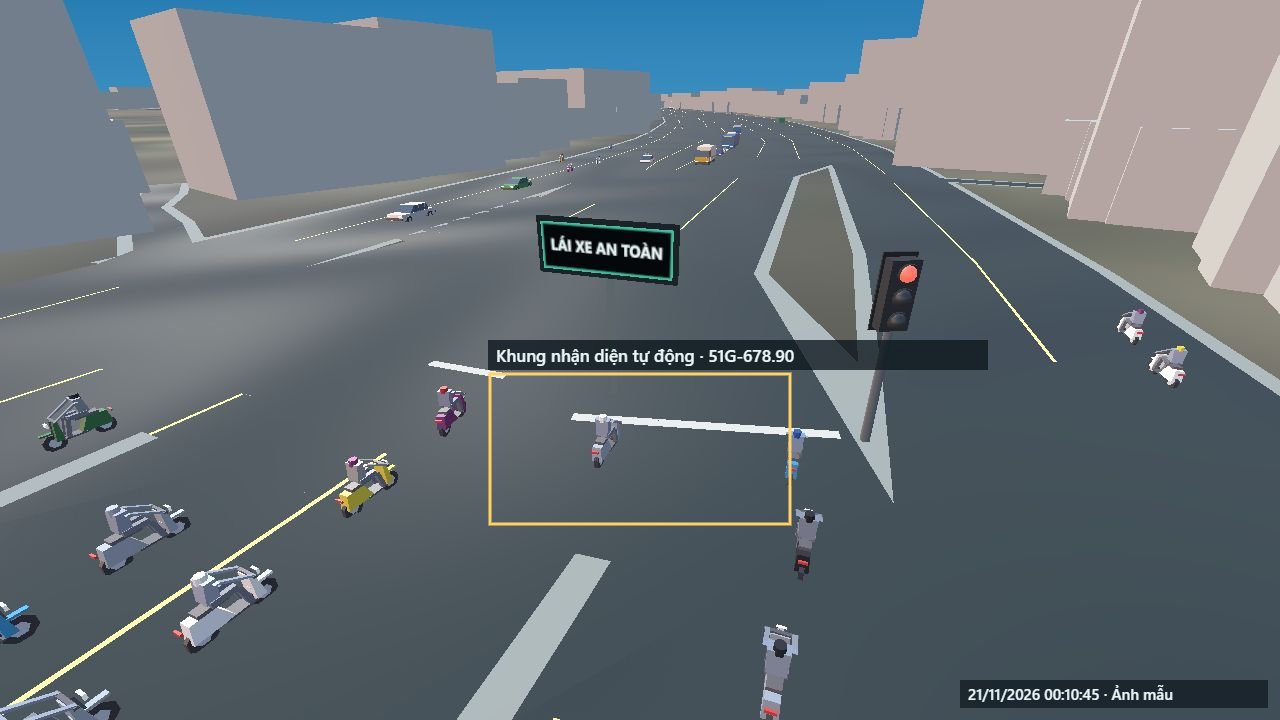 LÁI XE AN TOÀN
Khung nhận diện tự động · 51G-678.90
21/11/2026 00:10:45 · Ảnh mẫu